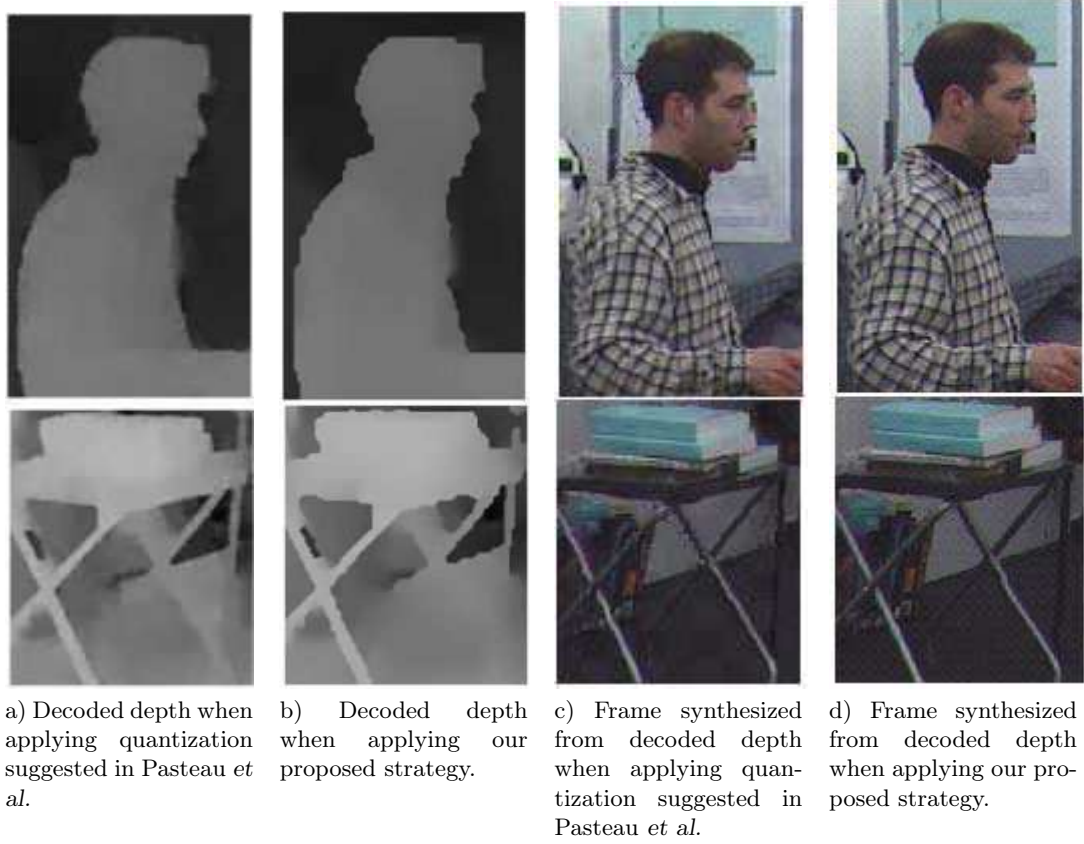 a) Decoded depth when
applying quantization
suggested in Pasteau et
al.
b) Decoded depth
when applying our
proposed strategy.
c) Frame synthesized
from decoded depth
when applying quan-
tization suggested in
Pasteau et al.
d) Frame synthesized
from decoded depth
when applying our pro-
posed strategy.